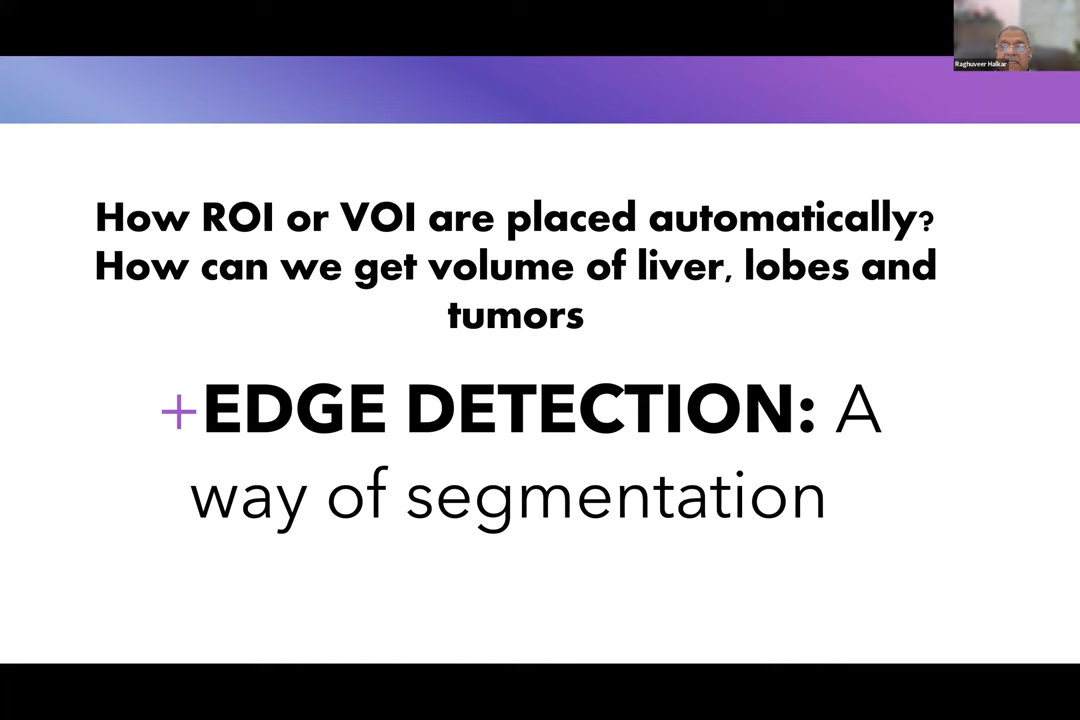 Raghuveer Halkar
How ROI or VOI are placed automatically?
How can we get volume of liver, lobes and
tumors
+EDGE DETECTION: A
way of segmentation